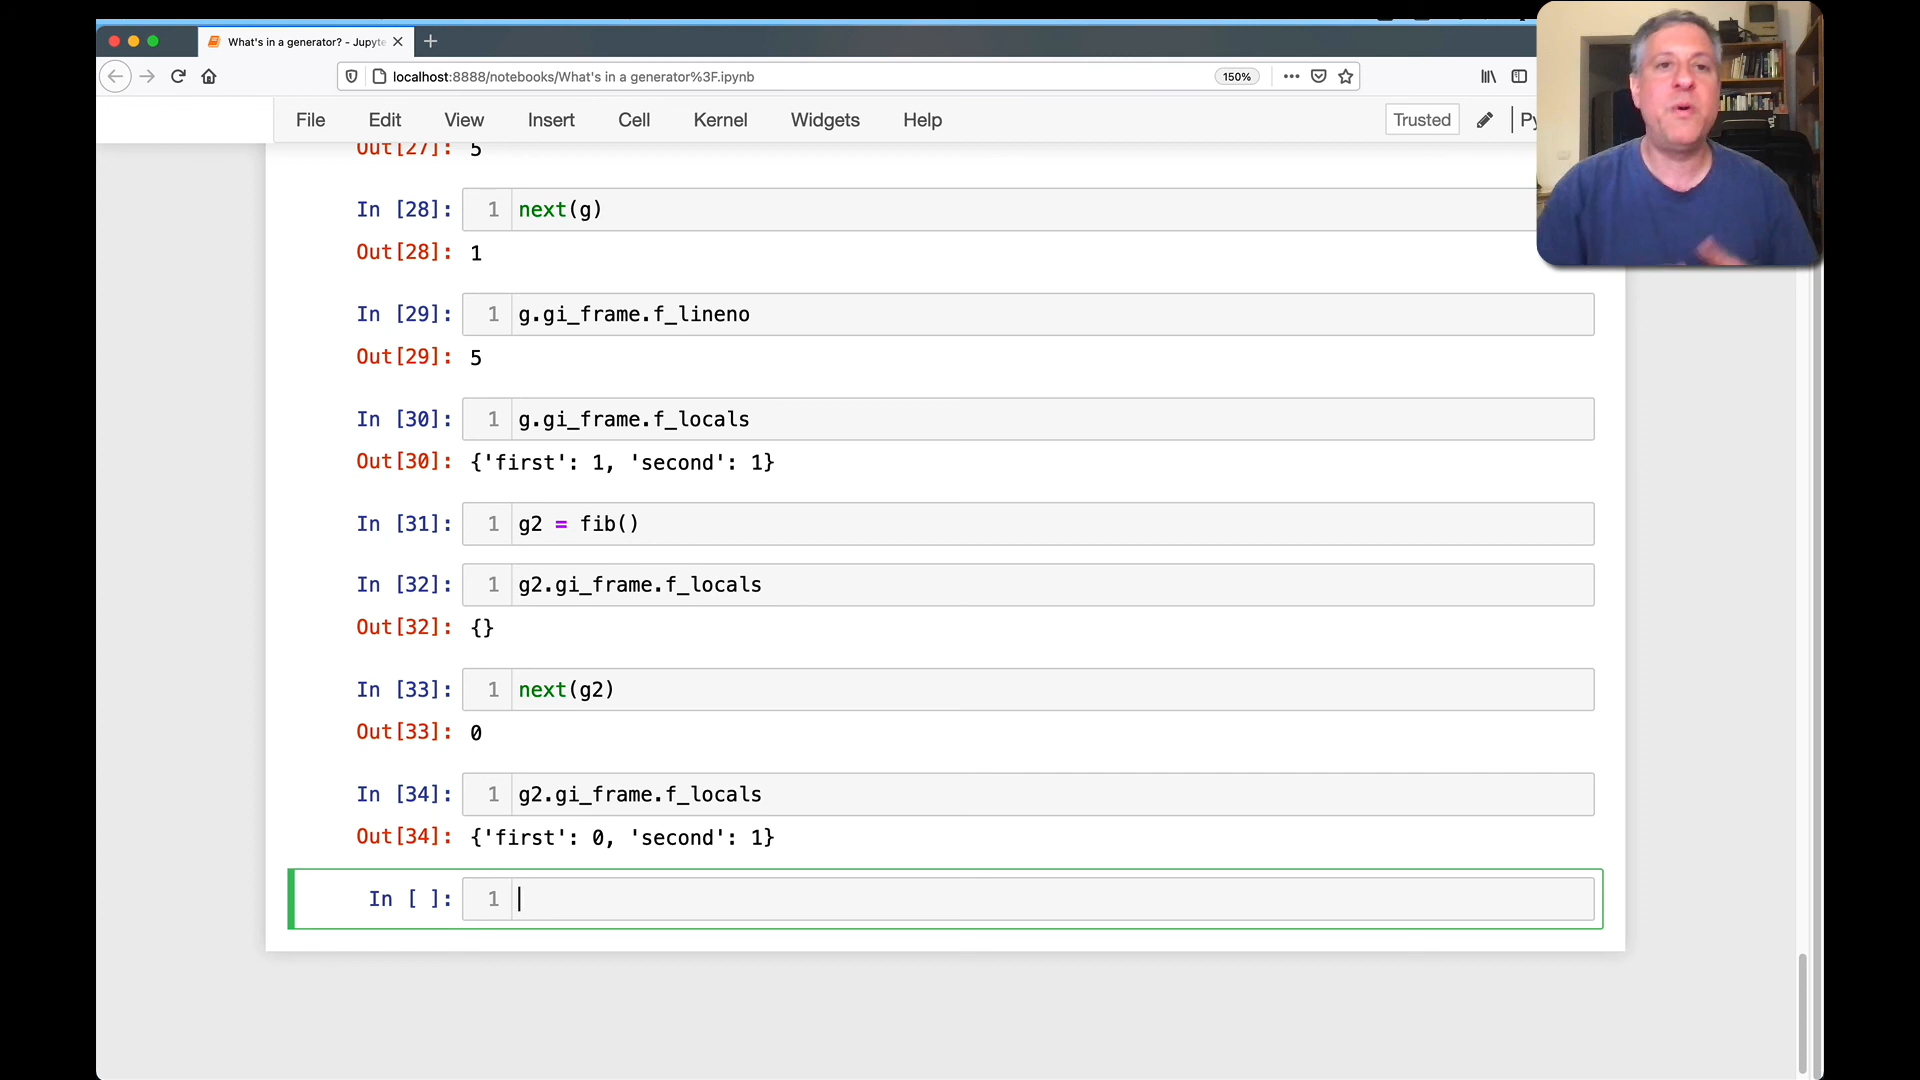 What's in a generator? - Jupyte
localhost:8888/notebooks/What's in a generator%3F.ipynb
150%
File Edit View Insert Cell Kernel Widgets Help
Trusted
Py
Out[27]: 5
In [28]: 1 next(g)
Out[28]: 1
In [29]: 1 g.gi_frame.f_lineno
Out[29]: 5
In [30]: 1 g.gi_frame.f_locals
Out[30]: {'first': 1, 'second': 1}
In [31]: 1 g2 = fib()
In [32]: 1 g2.gi_frame.f_locals
Out[32]: {}
In [33]: 1 next(g2)
Out[33]: 0
In [34]: 1 g2.gi_frame.f_locals
Out[34]: {'first': 0, 'second': 1}
In [ ]: 1